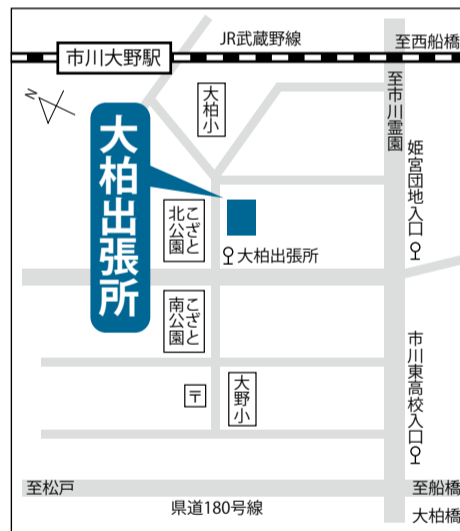 JR武蔵野線
至西船橋
市川大野駅
N
大柏小
至市川霊園
大柏出張所
姫宮団地入口
こざと
北公園
大柏出張所
こざと
南公園
市川東高校入口
〒
大野小
至松戸
県道180号線
至船橋
大柏橋